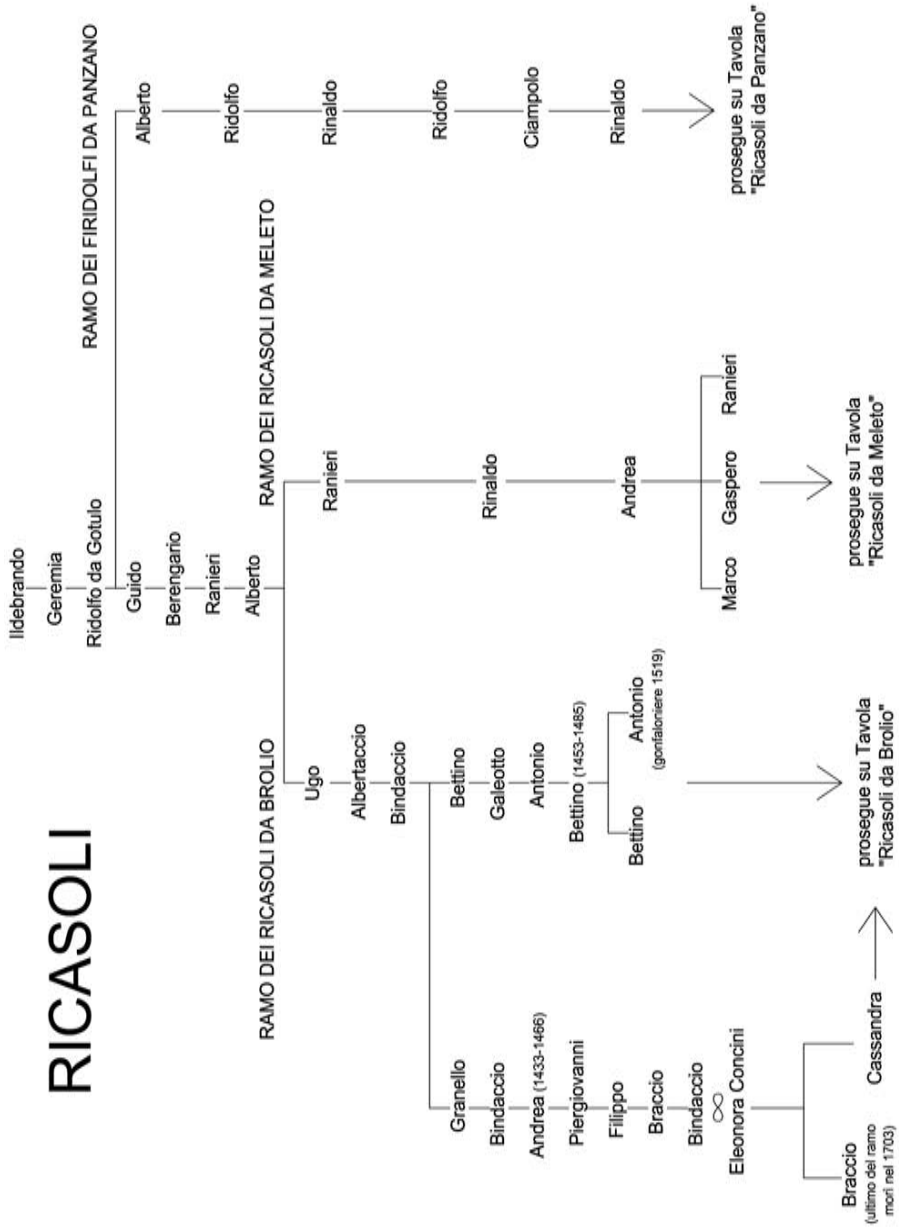 RICASOLI
Ildebrando
Geremia
Ridolfo da Gotulo
RAMO DEI FIRIDOLFI DA PANZANO
Guido
Berengario
Ranieri
Alberto
Alberto
Ridolfo
Rinaldo
Ridolfo
Ciampolo
Rinaldo
prosegue su Tavola
"Ricasoli da Panzano"
RAMO DEI RICASOLI DA BROLIO
RAMO DEI RICASOLI DA MELETO
Ugo
Albertaccio
Bindaccio
Ranieri
Rinaldo
Andrea
Marco Gaspero Ranieri
prosegue su Tavola
"Ricasoli da Meleto"
Bettino
Galeotto
Antonio
Bettino (1453-1485)
Bettino Antonio
(gonfaloniere 1519)
prosegue su Tavola
"Ricasoli da Brolio"
Granello
Bindaccio
Andrea (1433-1466)
Piergiovanni
Filippo
Braccio
Bindaccio
∞
Eleonora Concini
Braccio
(ultimo del ramo
morì nel 1703)
Cassandra